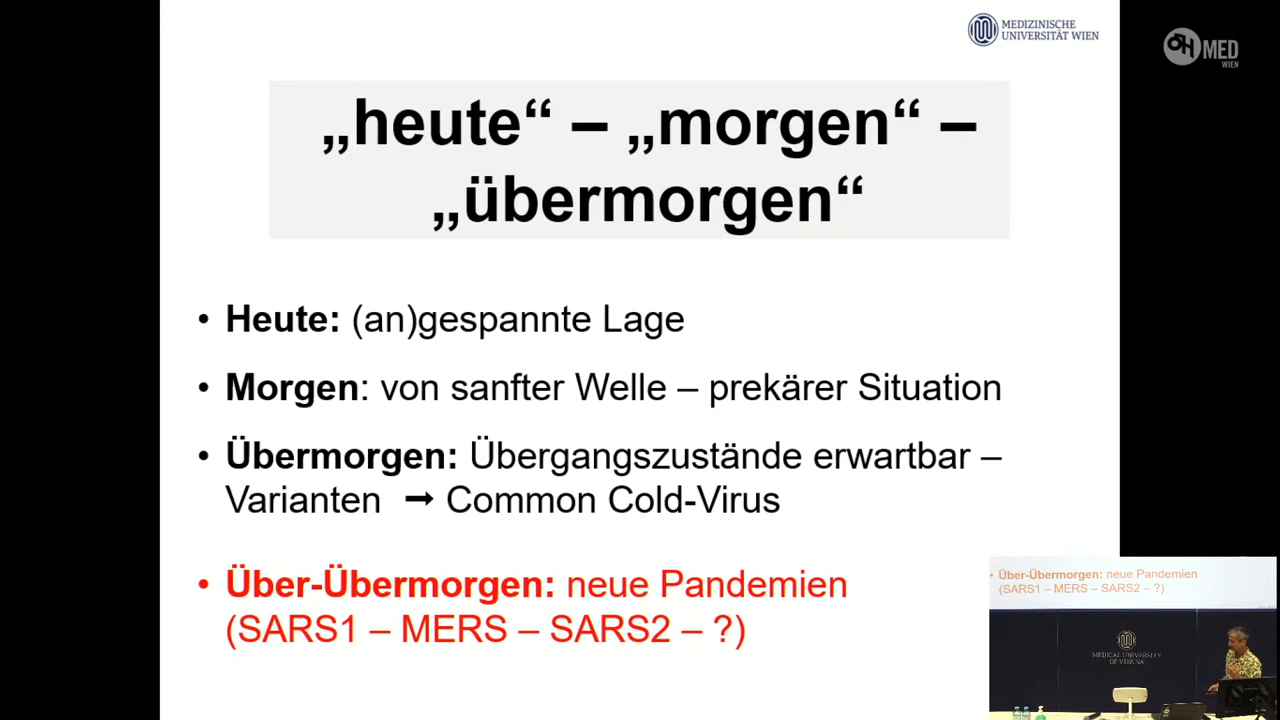 MEDIZINISCHE
UNIVERSITÄT WIEN
ÖH MED
WIEN
„heute“ – „morgen“ –
„übermorgen“
• Heute: (an)gespannte Lage
• Morgen: von sanfter Welle – prekärer Situation
• Übermorgen: Übergangszustände erwartbar –
Varianten ➞ Common Cold-Virus
• Über-Übermorgen: neue Pandemien
(SARS1 – MERS – SARS2 – ?)
• Über-Übermorgen: neue Pandemien
(SARS1 – MERS – SARS2 – ?)
MEDICAL UNIVERSITY
OF VIENNA